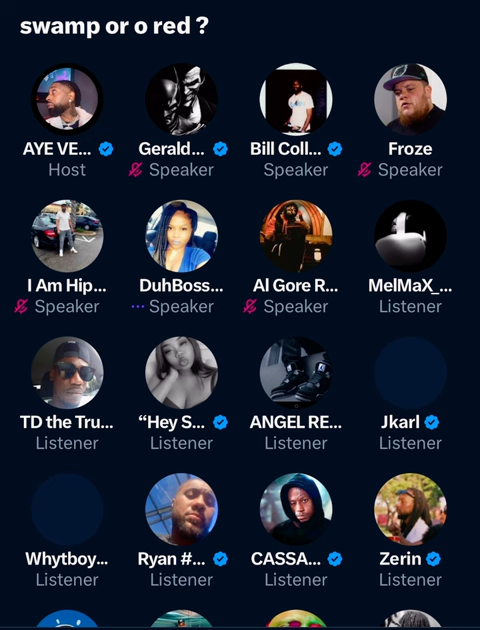 swamp or o red ?
AYE VE... Gerald... Bill Coll... Froze
Host Speaker Speaker Speaker
I Am Hip... DuhBoss... Al Gore R... MelMaX_...
Speaker Speaker Speaker Listener
TD the Tru... “Hey S... ANGEL RE... Jkarl
Listener Listener Listener Listener
Whytboy... Ryan #... CASSA... Zerin
Listener Listener Listener Listener